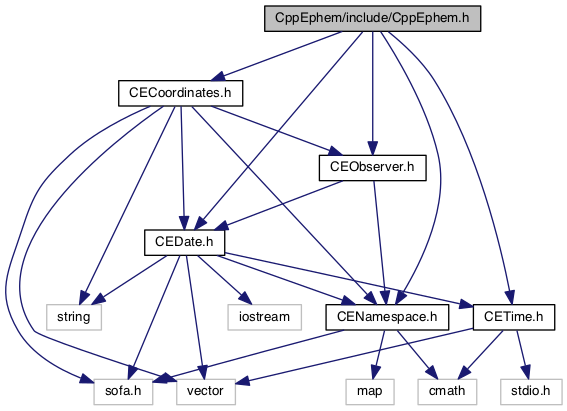 CppEphem/include/CppEphem.h
CECoordinates.h
CEObserver.h
CEDate.h
string
iostream
CENamespace.h
CETime.h
sofa.h
vector
map
cmath
stdio.h